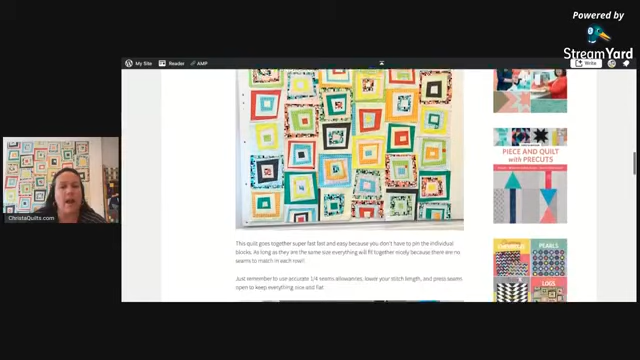 Powered by
StreamYard
My Site
Reader
AMP
Write
PIECE AND QUILT
with PRECUTS
ChristaQuilts.com
This quilt goes together super fast fast and easy because you don't have to pin the individual
blocks. As long as they are the same size everything will fit together nicely because there are no
seams to match in each row!
Just remember to use accurate 1/4 seams allowannes, lower your stitch length, and press seams
open to keep everything nice add flat
PEARLS
LOGS